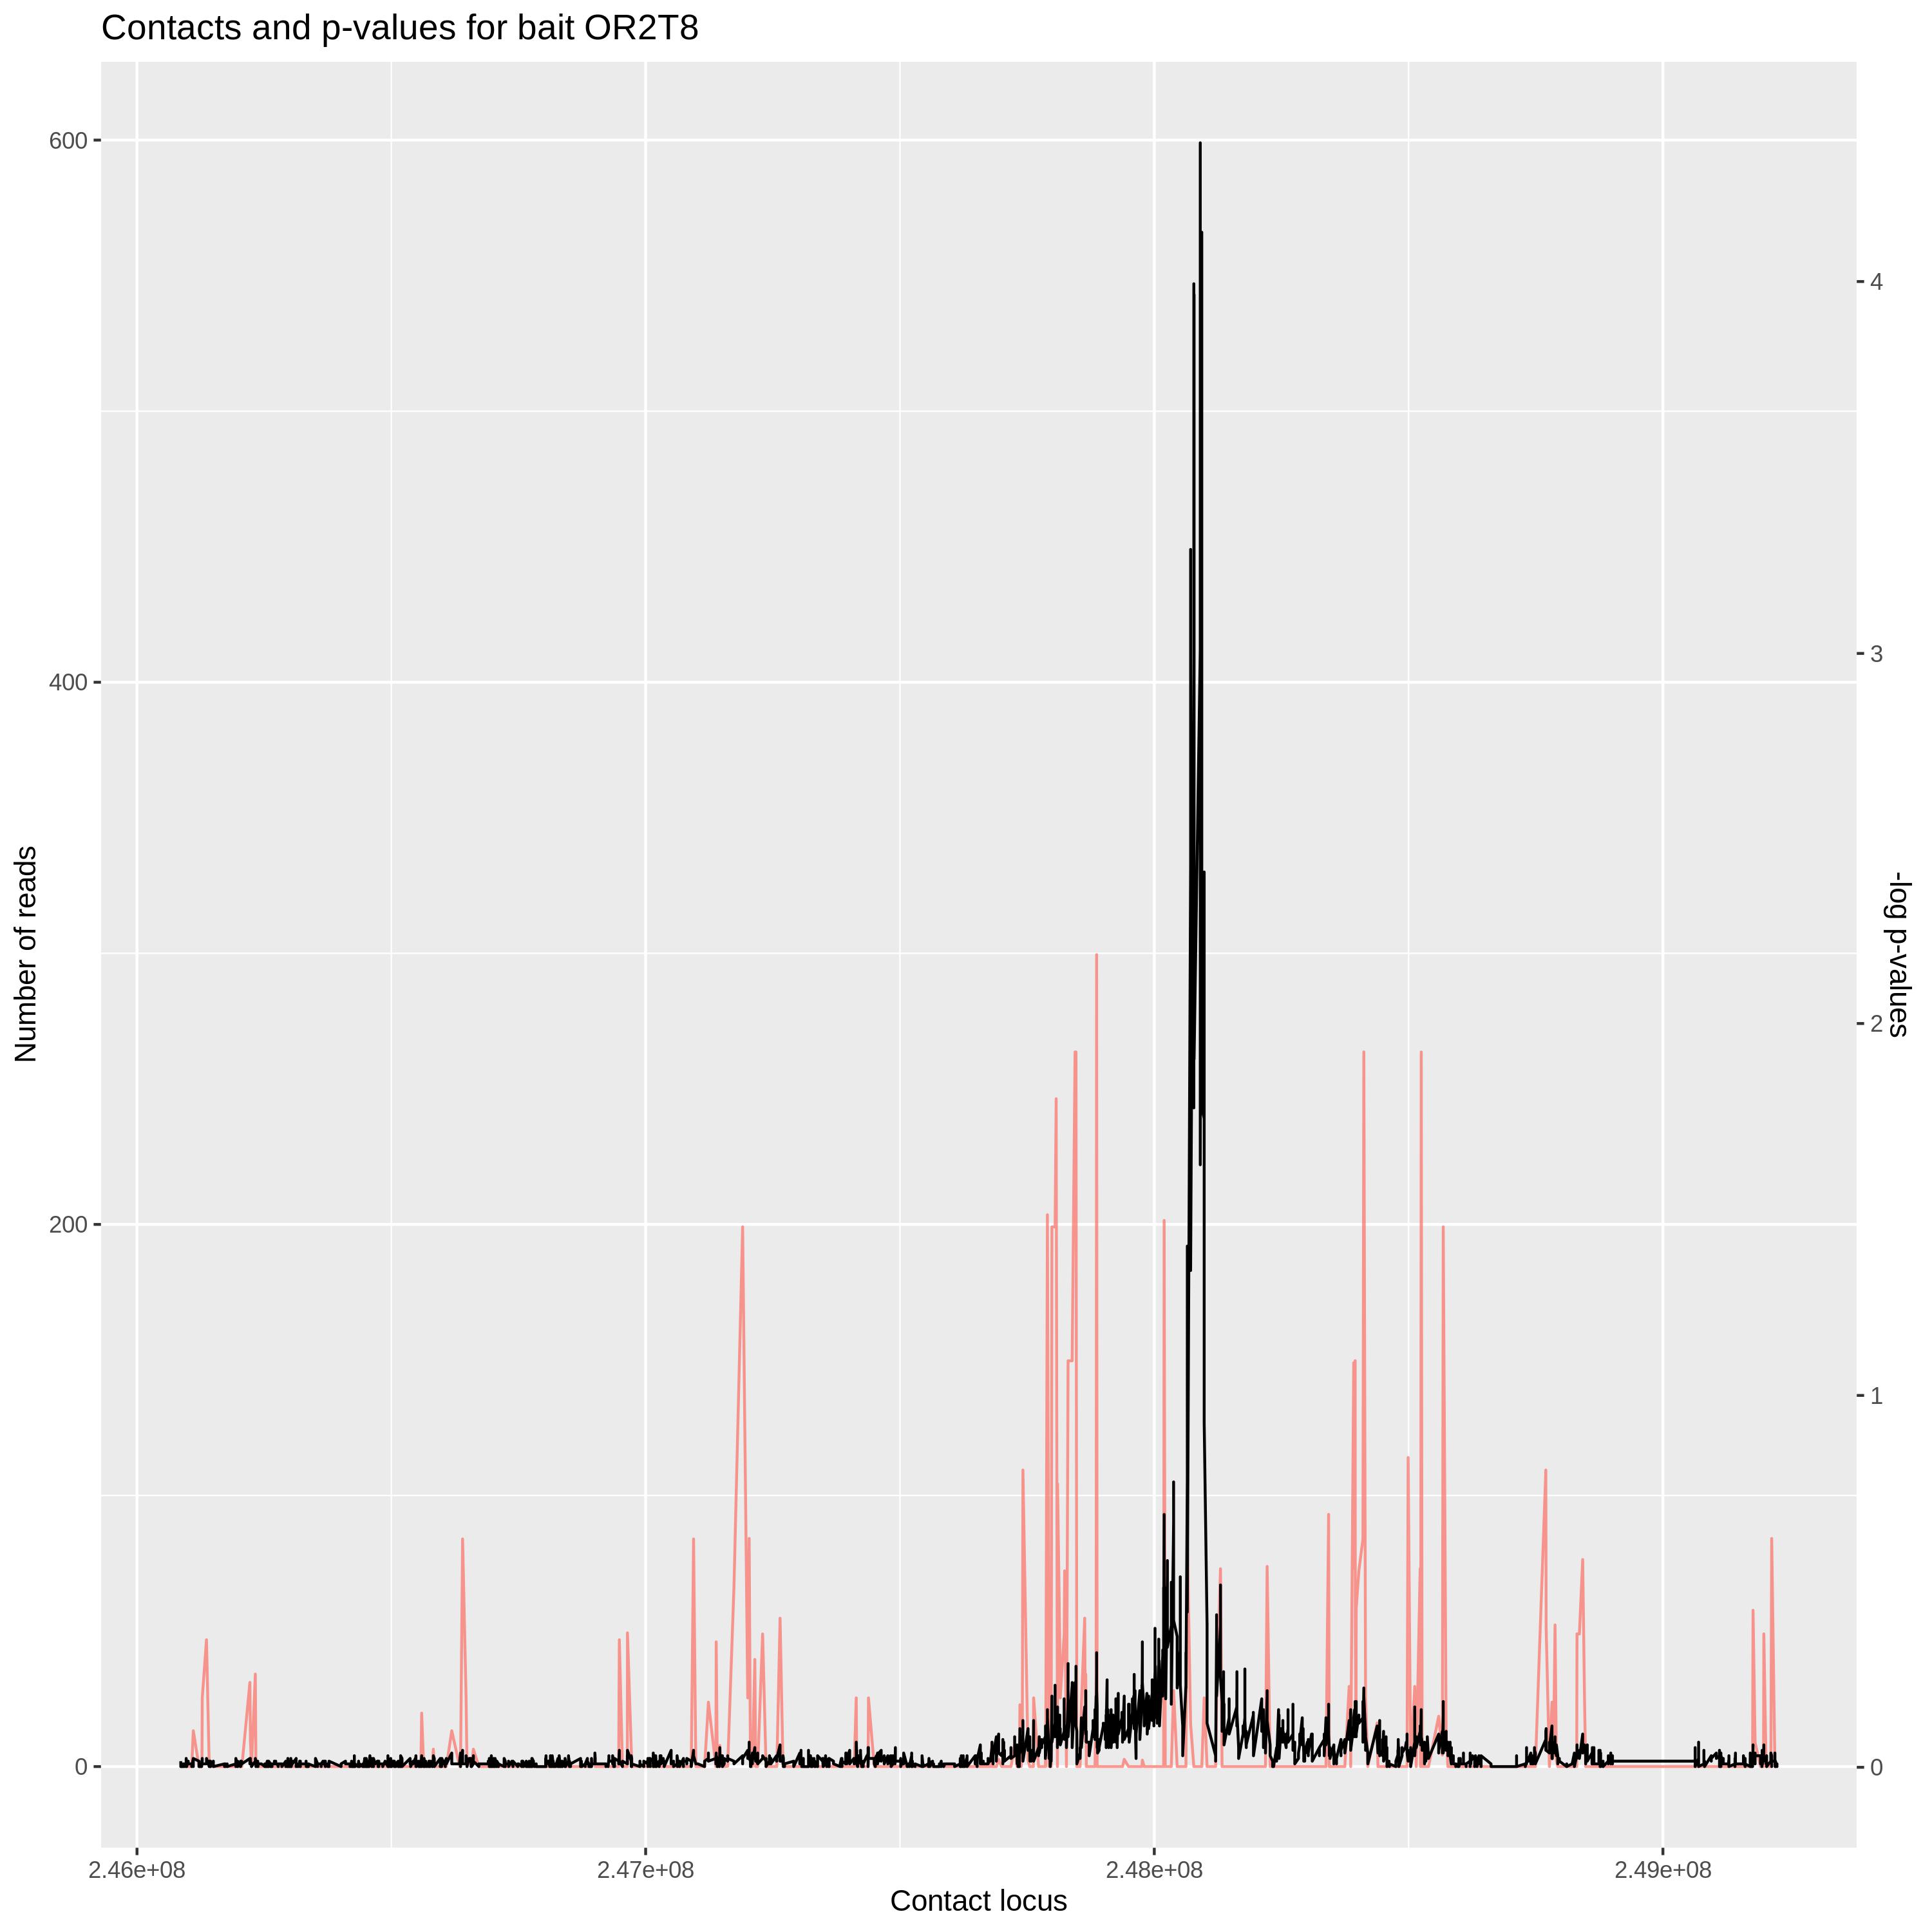 Contacts and p-values for bait OR2T8
600
400
200
0
Number of reads
4
3
2
1
0
-log p-values
2.46e+08
2.47e+08
2.48e+08
2.49e+08
Contact locus